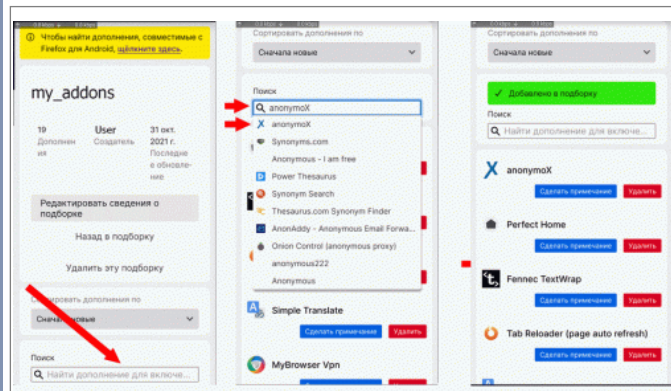 Чтобы найти дополнения, совместимые с
Firefox для Android, щёлкните здесь.
my_addons
19
Дополнен
ия
User
Создатель
31 окт.
2021 г.
Последне
е обновле-
ние
Редактировать сведения о
подборке
Назад в подборку
Удалить эту подборку
Сортировать дополнения по
Сначала новые
Поиск
Найти дополнение для включе...
Сортировать дополнения по
Сначала новые
Поиск
anonymoX
anonymoX
Synonyms.com
Anonymous - I am free
Power Thesaurus
Synonym Search
Thesaurus.com Synonym Finder
AnonAddy - Anonymous Email Forwa...
Onion Control (anonymous proxy)
anonymous222
Anonymous
Simple Translate
Сделать примечание
Удалить
MyBrowser Vpn
Сортировать дополнения по
Сначала новые
Добавлено в подборку
Поиск
Найти дополнение для включе...
anonymoX
Сделать примечание
Удалить
Perfect Home
Сделать примечание
Удалить
Fennec TextWrap
Сделать примечание
Удалить
Tab Reloader (page auto refresh)
Сделать примечание
Удалить